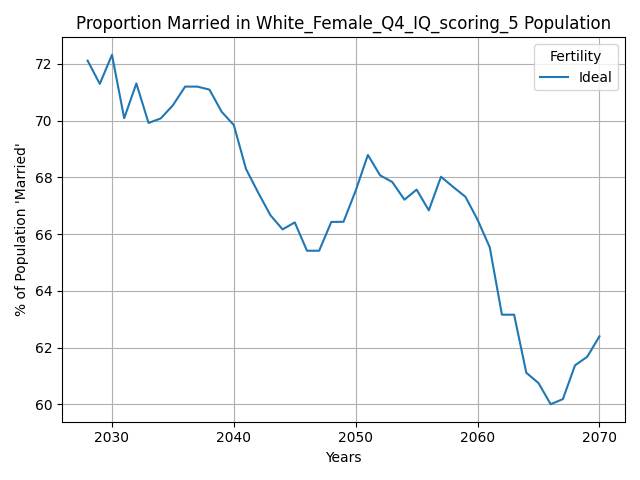 Proportion Married in White_Female_Q4_IQ_scoring_5 Population
Fertility
Ideal
% of Population 'Married'
72
70
68
66
64
62
60
2030
2040
2050
2060
2070
Years